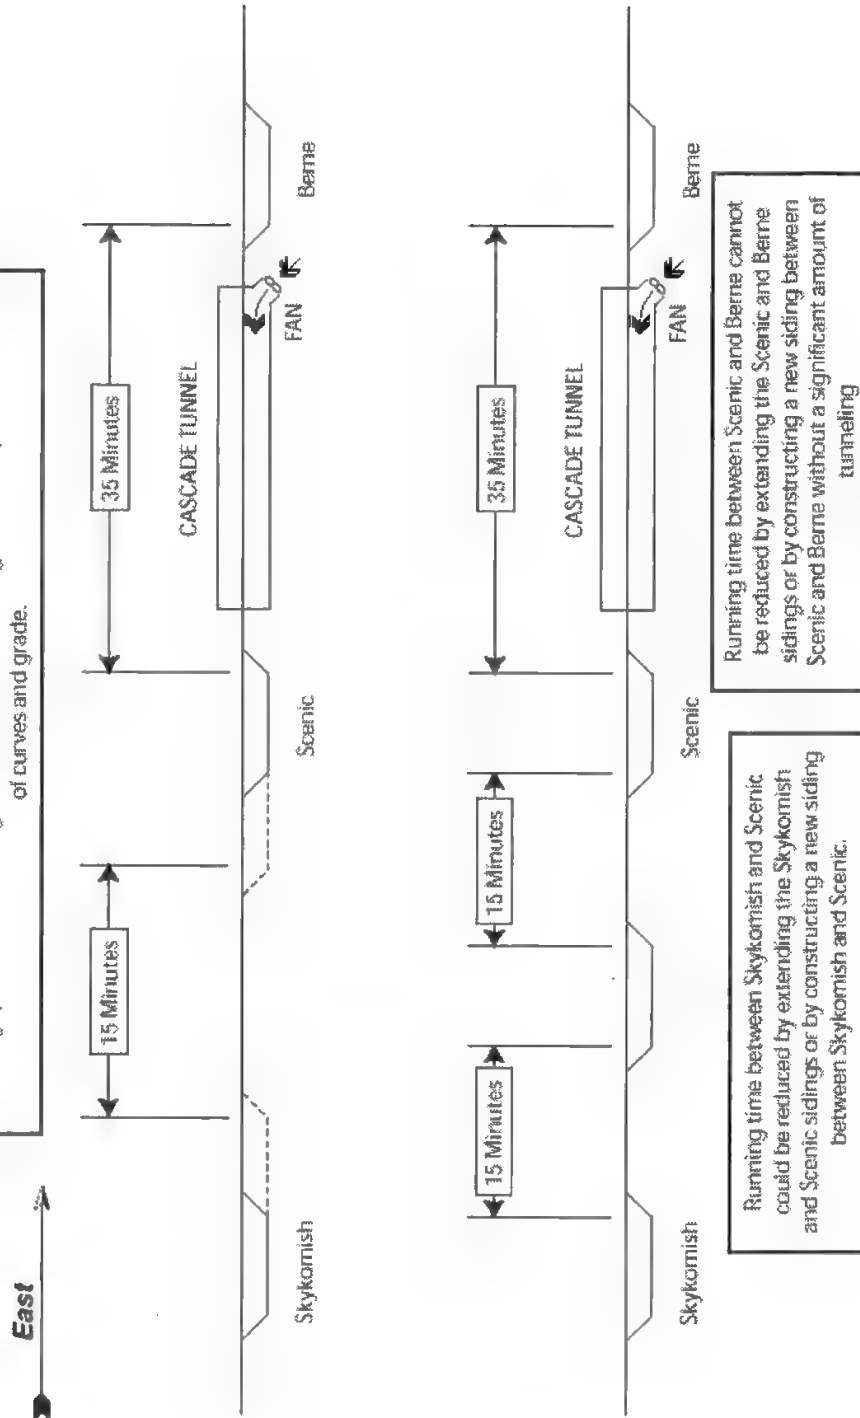 of curves and grade.
East
15 Minutes
35 Minutes
CASCADE TUNNEL
FAN
Skykomish
Scenic
Berne
15 Minutes
15 Minutes
35 Minutes
CASCADE TUNNEL
FAN
Skykomish
Scenic
Berne
Running time between Skykomish and Scenic
could be reduced by extending the Skykomish
and Scenic sidings or by constructing a new siding
between Skykomish and Scenic.
Running time between Scenic and Berne cannot
be reduced by extending the Scenic and Berne
sidings or by constructing a new siding between
Scenic and Berne without a significant amount of
tunneling